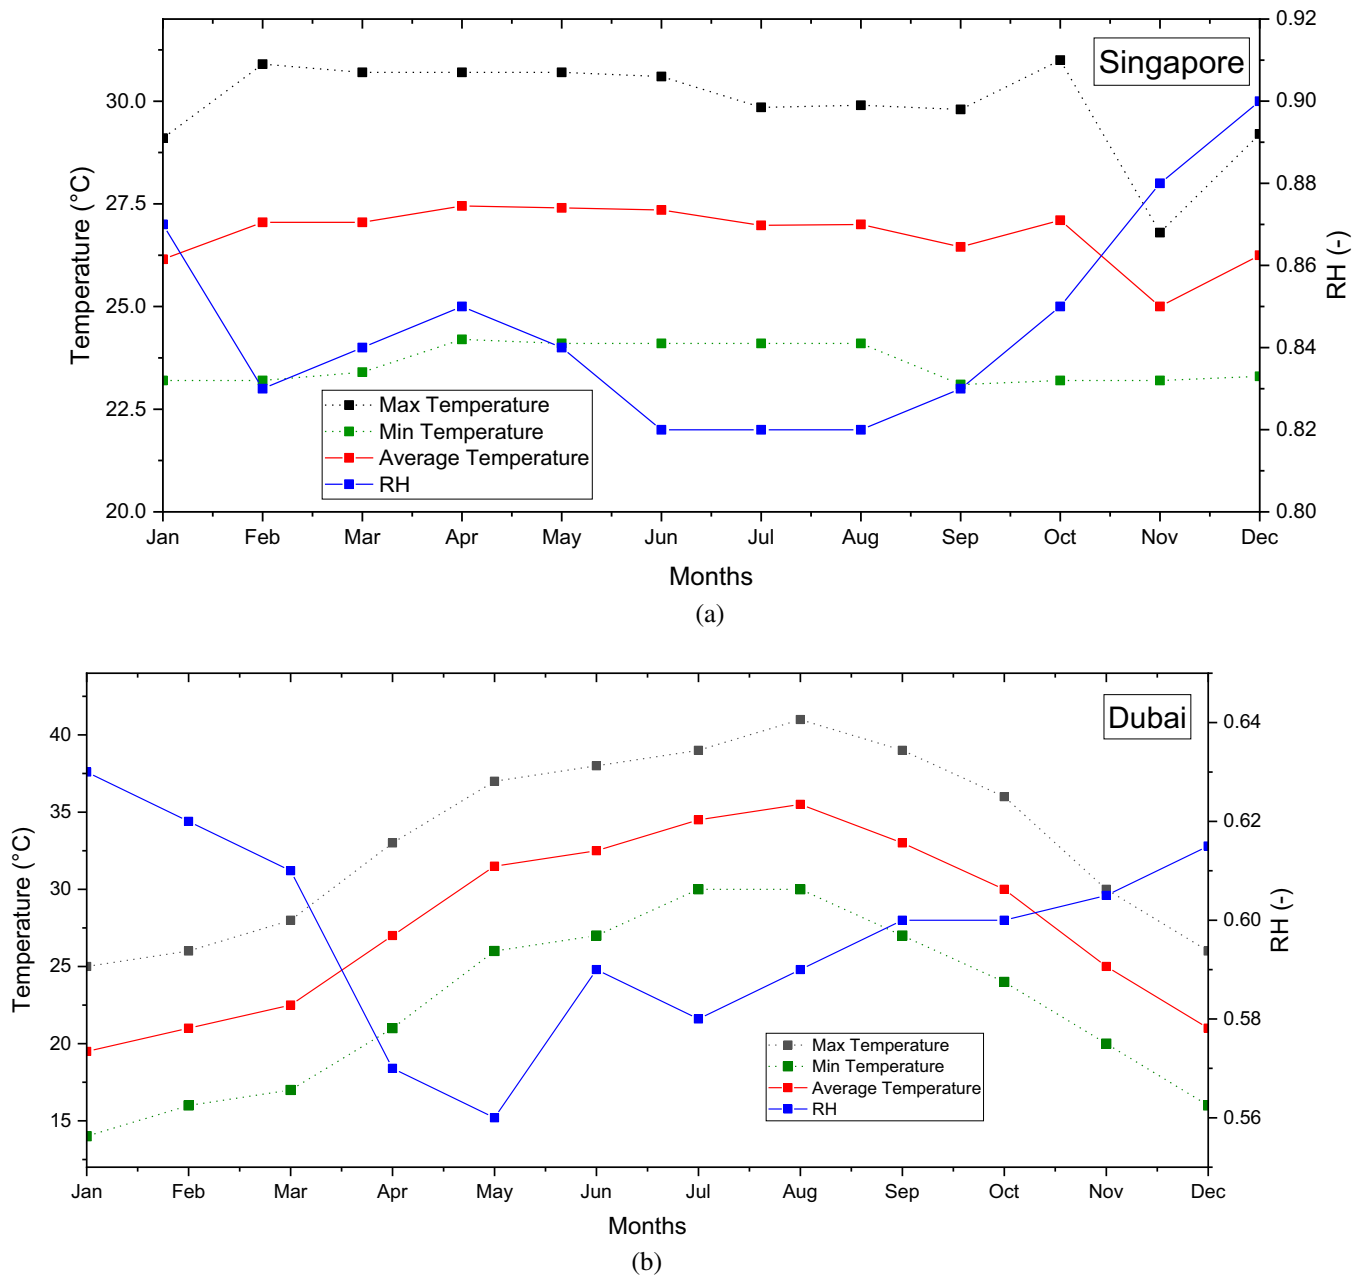 Singapore
Temperature (°C)
30.0
27.5
25.0
22.5
20.0
0.92
0.90
0.88
0.86
0.84
0.82
0.80
RH (-)
Max Temperature
Min Temperature
Average Temperature
RH
Jan Feb Mar Apr May Jun Jul Aug Sep Oct Nov Dec
Months
(a)
Dubai
Temperature (°C)
40
35
30
25
20
15
0.64
0.62
0.60
0.58
0.56
RH (-)
Max Temperature
Min Temperature
Average Temperature
RH
Jan Feb Mar Apr May Jun Jul Aug Sep Oct Nov Dec
Months
(b)